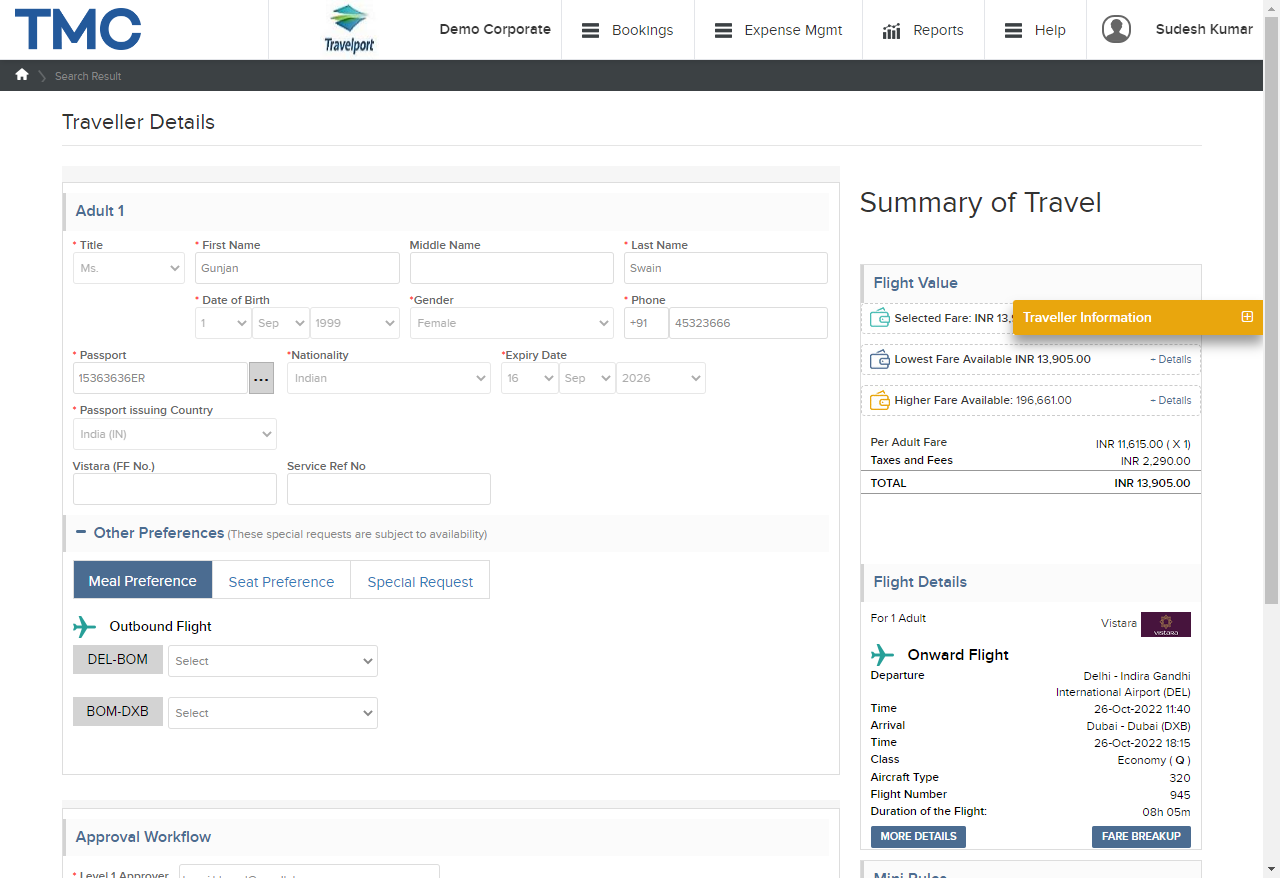 TMC
Travelport
Demo Corporate
Bookings
Expense Mgmt
Reports
Help
Sudesh Kumar
Search Result
Traveller Details
Adult 1
* Title
* First Name
Middle Name
* Last Name
Ms.
Gunjan
Swain
* Date of Birth
*Gender
* Phone
1
Sep
1999
Female
+91
45323666
* Passport
*Nationality
*Expiry Date
15363636ER
...
Indian
16
Sep
2026
* Passport issuing Country
India (IN)
Vistara (FF No.)
Service Ref No
Other Preferences (These special requests are subject to availability)
Meal Preference
Seat Preference
Special Request
Outbound Flight
DEL-BOM
Select
BOM-DXB
Select
Approval Workflow
* Level 1 Approver
Summary of Travel
Flight Value
Selected Fare: INR 13,
Traveller Information
Lowest Fare Available INR 13,905.00
+ Details
Higher Fare Available: 196,661.00
+ Details
Per Adult Fare
INR 11,615.00 ( X 1)
Taxes and Fees
INR 2,290.00
TOTAL
INR 13,905.00
Flight Details
For 1 Adult
Vistara
VISTARA
Onward Flight
Departure
Delhi - Indira Gandhi
International Airport (DEL)
Time
26-Oct-2022 11:40
Arrival
Dubai - Dubai (DXB)
Time
26-Oct-2022 18:15
Class
Economy ( Q )
Aircraft Type
320
Flight Number
945
Duration of the Flight:
08h 05m
MORE DETAILS
FARE BREAKUP
Mini Rules